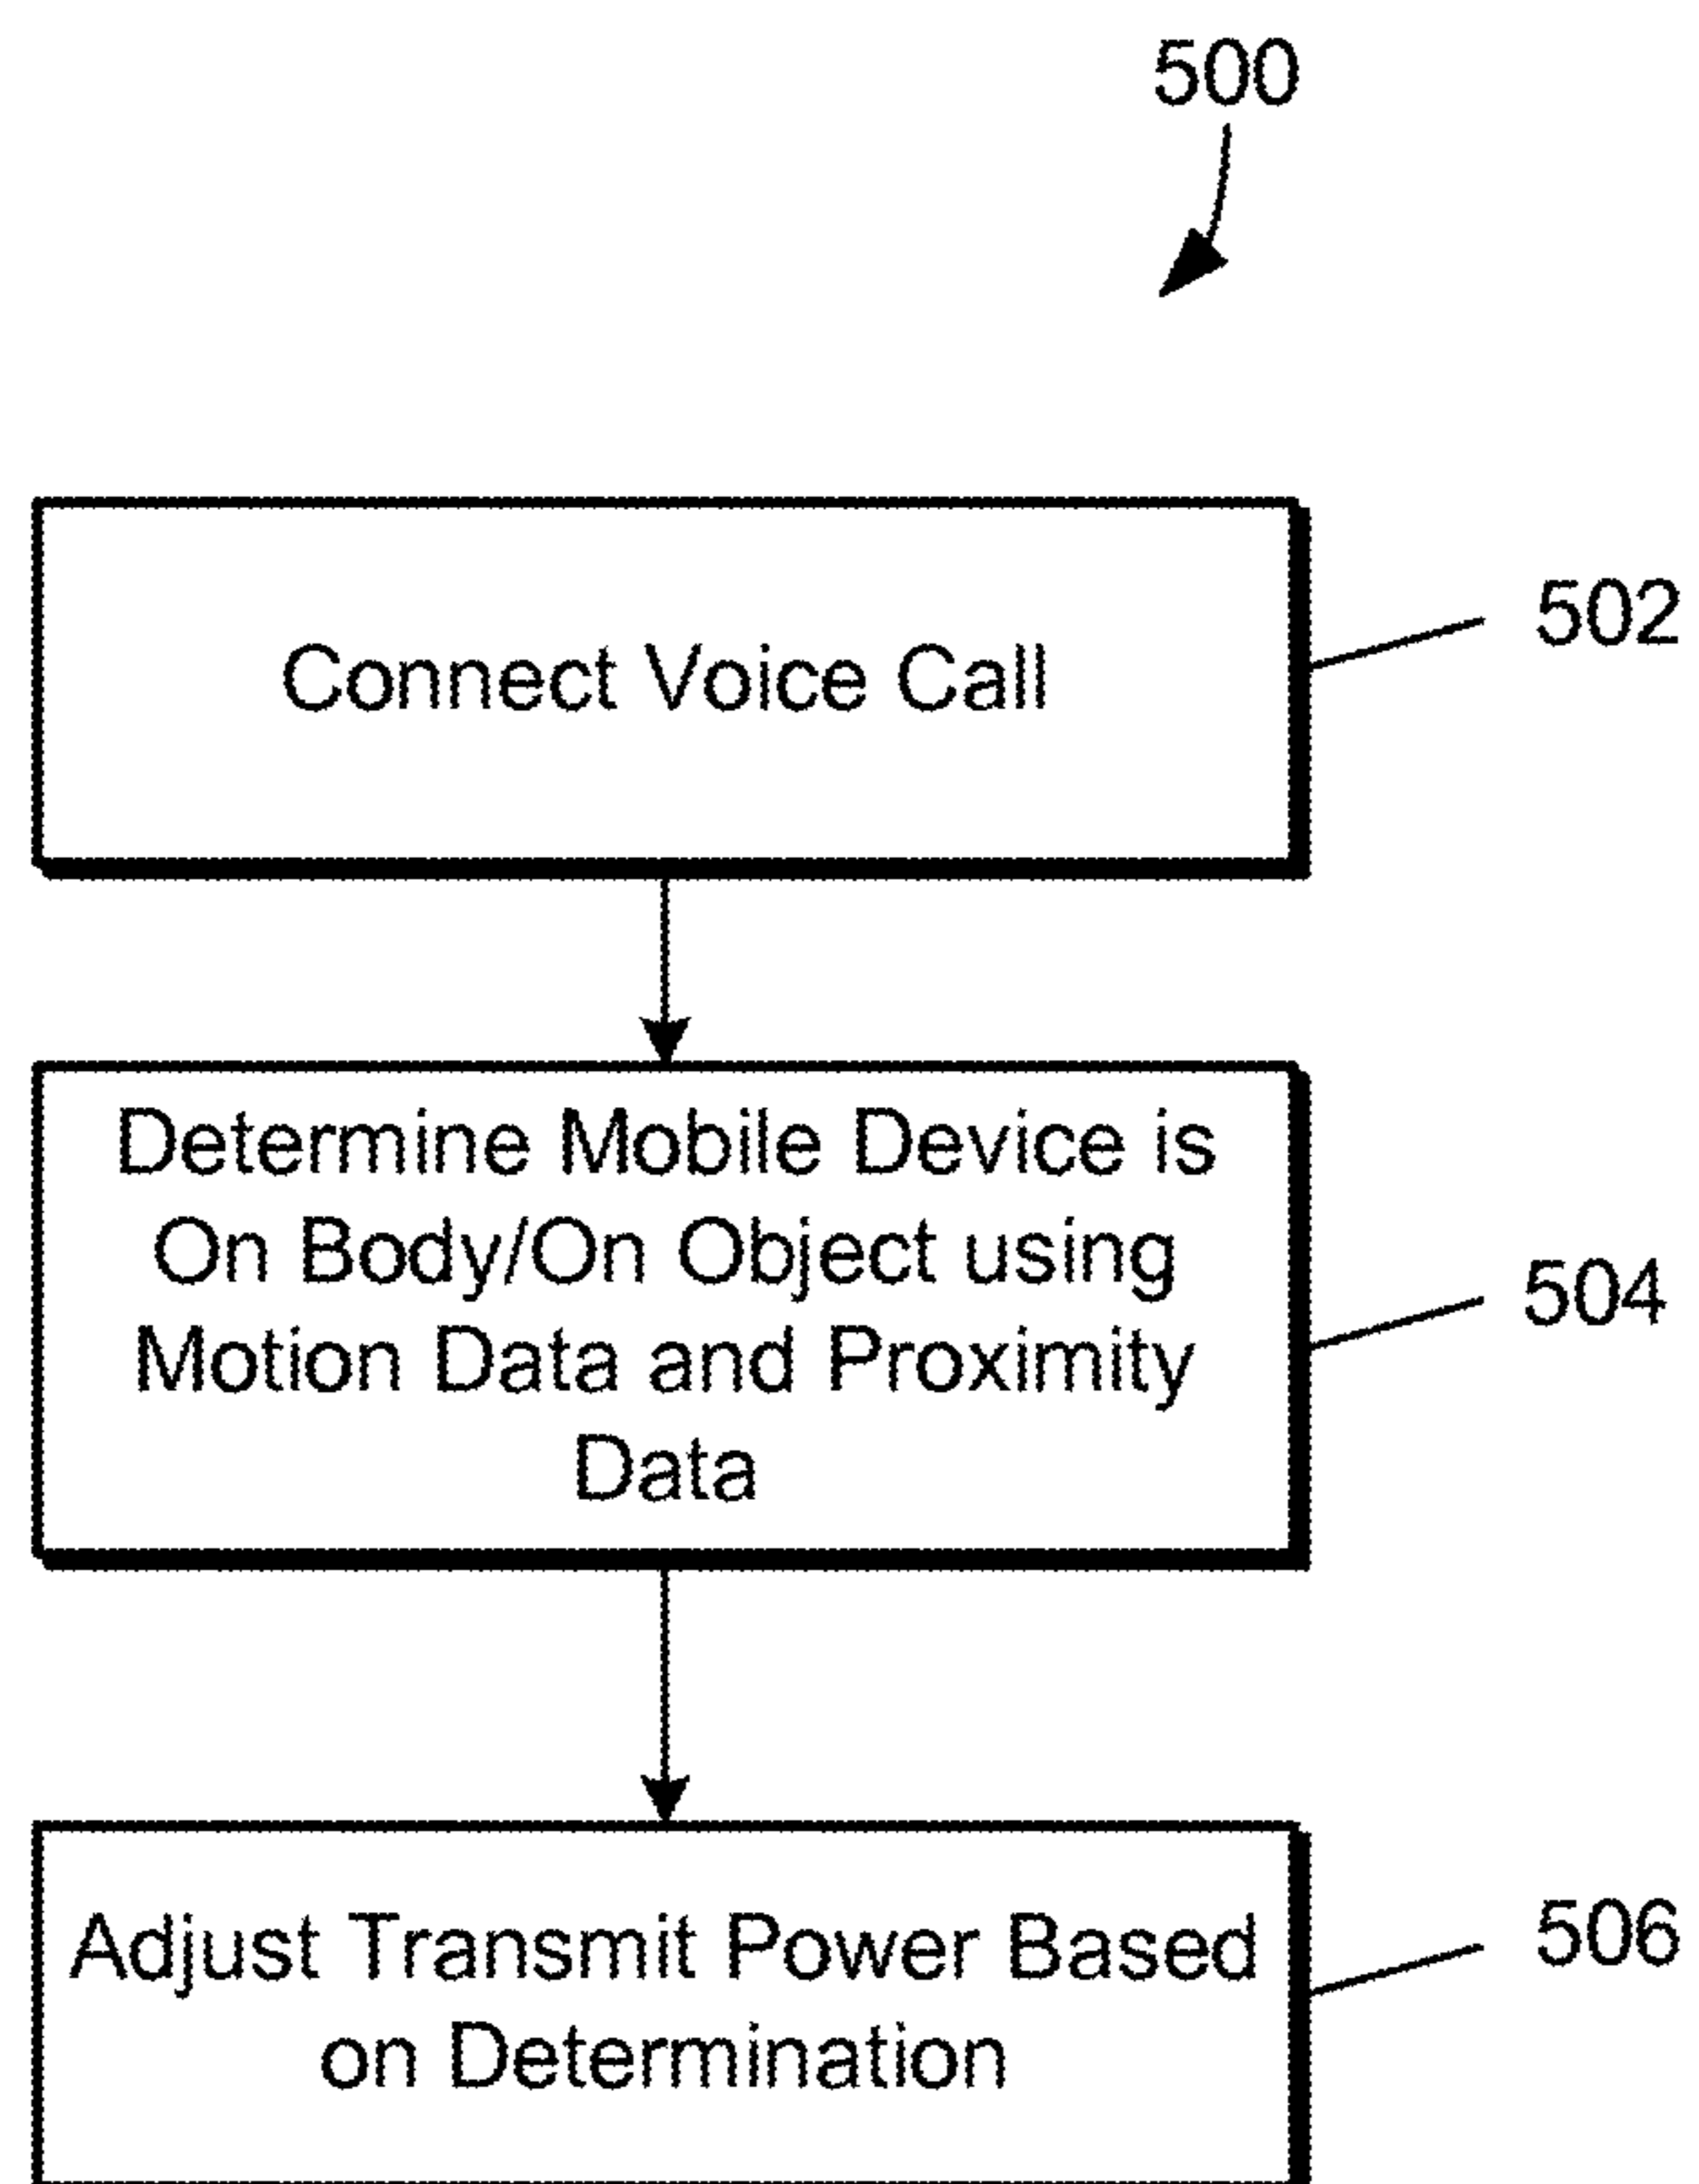 500
Connect Voice Call
502
Determine Mobile Device is
On Body/On Object using
Motion Data and Proximity
Data
504
Adjust Transmit Power Based
on Determination
506